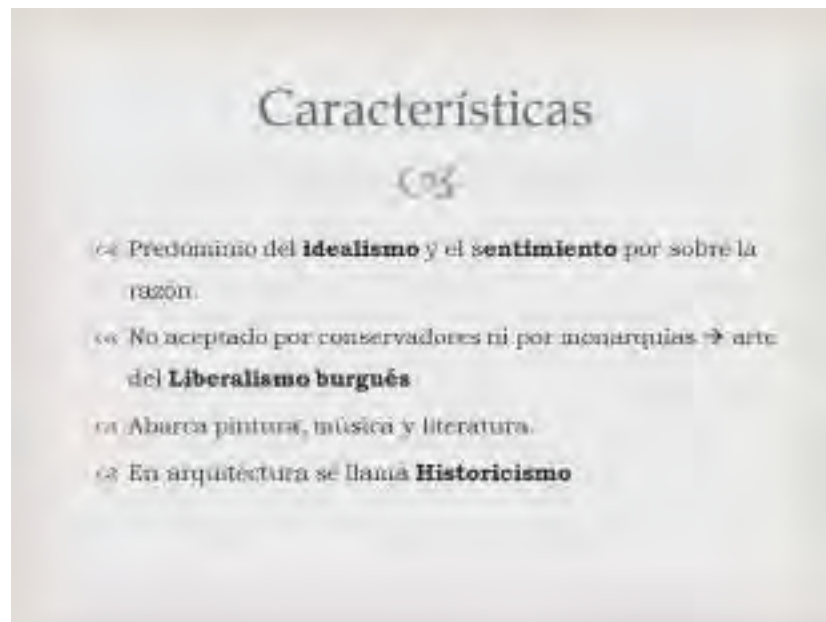 Características
Predominio del idealismo y el sentimiento por sobre la
razón.
No aceptado por conservadores ni por monarquías → arte
del Liberalismo burgués
Abarca pintura, música y literatura.
En arquitectura se llama Historicismo